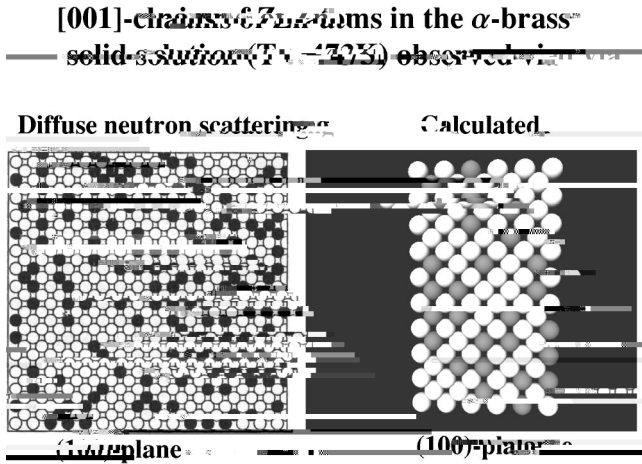 [001]-chains of Zn atoms in the α-brass
solid solution (T = 473K) observed via
Diffuse neutron scattering
Calculated
(100)-plane
(100)-plane